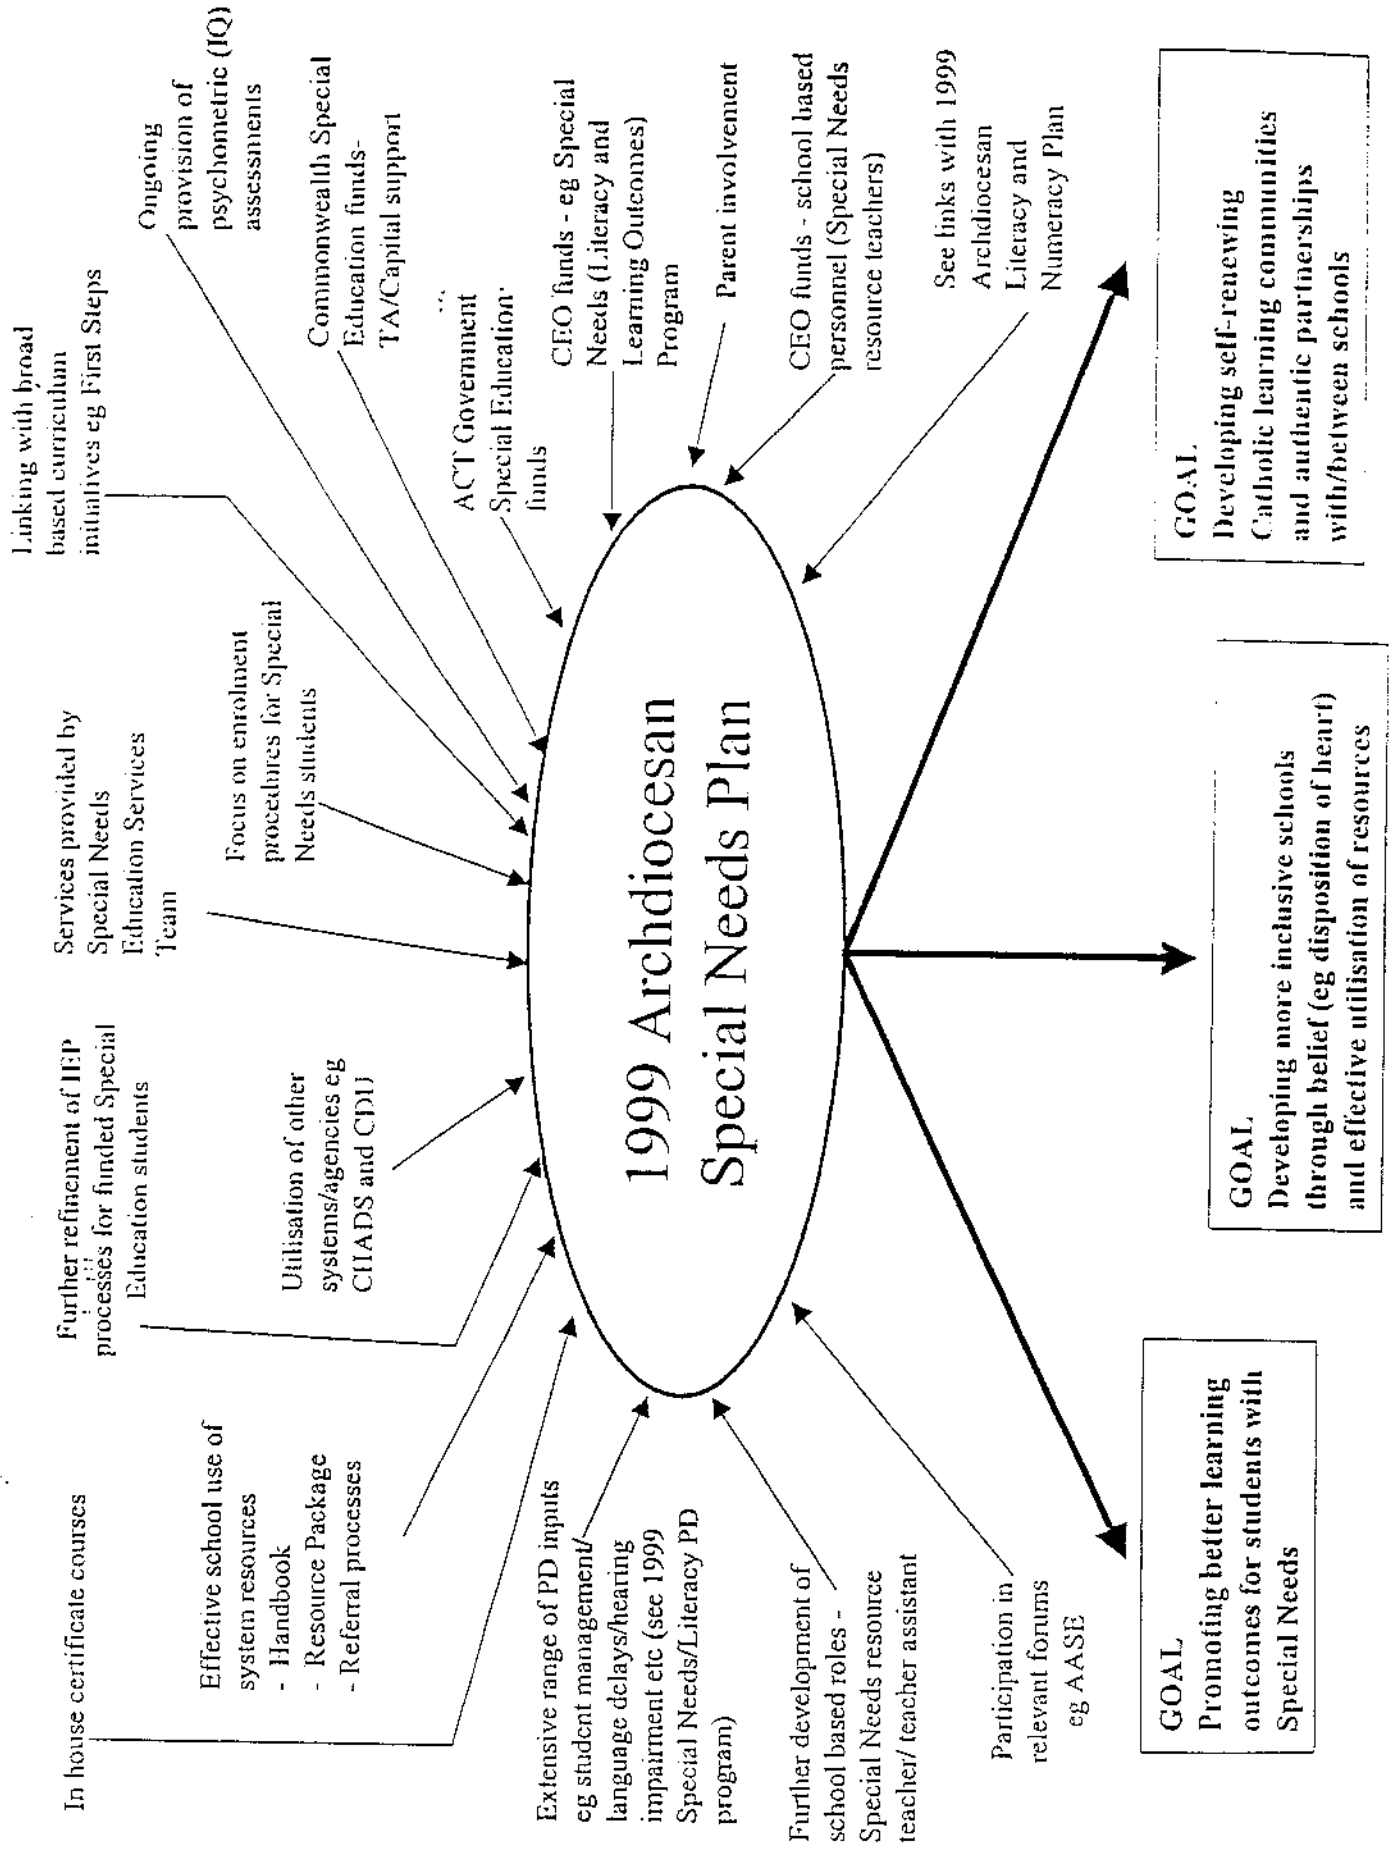 In house certificate courses
Further refinement of IEP
processes for funded Special
Education students
Services provided by
Special Needs
Education Services
Team
Linking with broad
based curriculum
initiatives eg First Steps
Ongoing
provision of
psychometric (IQ)
assessments
Effective school use of
system resources
- Handbook
- Resource Package
- Referral processes
Utilisation of other
systems/agencies eg
CHADS and CDU
Focus on enrolment
procedures for Special
Needs students
Commonwealth Special
Education funds-
TA/Capital support
ACT Government
Special Education
funds
Extensive range of PD inputs
eg student management/
language delays/hearing
impairment etc (see 1999
Special Needs/Literacy PD
program)
1999 Archdiocesan
Special Needs Plan
CEO funds - eg Special
Needs (Literacy and
Learning Outcomes)
Program
Parent involvement
Further development of
school based roles -
Special Needs resource
teacher/ teacher assistant
CEO funds - school based
personnel (Special Needs
resource teachers)
Participation in
relevant forums
eg AASE
See links with 1999
Archdiocesan
Literacy and
Numeracy Plan
GOAL
Promoting better learning
outcomes for students with
Special Needs
GOAL
Developing more inclusive schools
through belief (eg disposition of heart)
and effective utilisation of resources
GOAL
Developing self-renewing
Catholic learning communities
and authentic partnerships
with/between schools